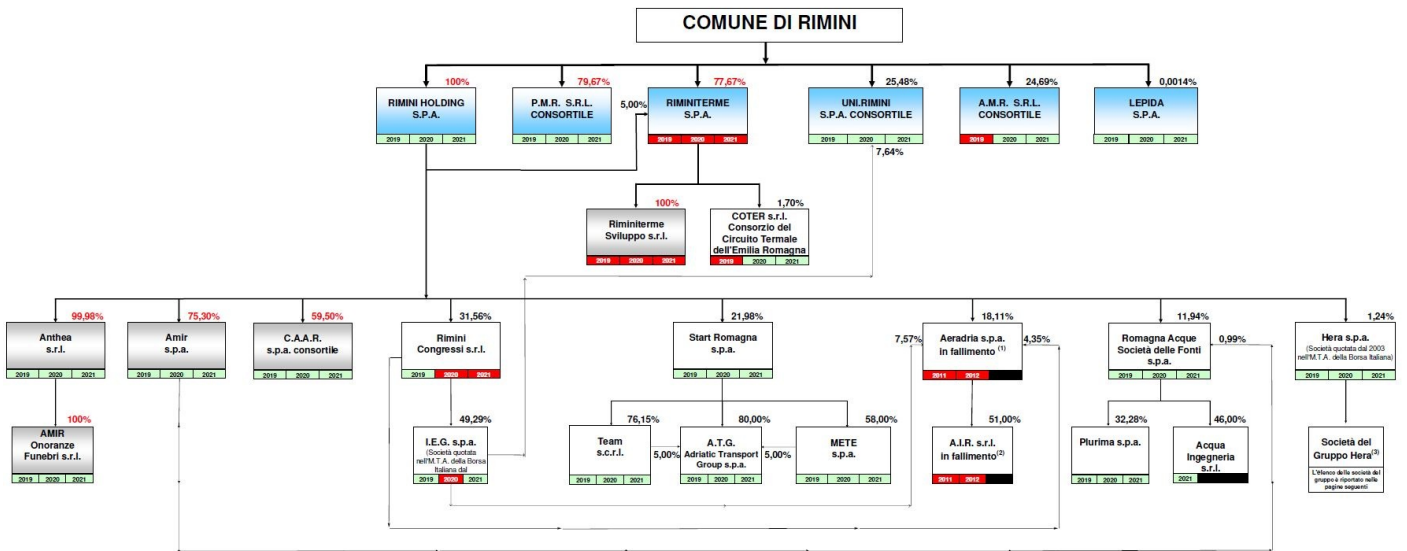 COMUNE DI RIMINI
100%
79,67%
77,67%
25,48%
24,69%
0,0014%
RIMINI HOLDING
S.P.A.
2019 2020 2021
P.M.R. S.R.L.
CONSORTILE
2019 2020 2021
5,00%
RIMINITERME
S.P.A.
2019 2020 2021
UNI.RIMINI
S.P.A. CONSORTILE
2019 2020 2021
7,64%
A.M.R. S.R.L.
CONSORTILE
2019 2020 2021
LEPIDA
S.P.A.
2019 2020 2021
100%
Riminiterme
Sviluppo s.r.l.
2019 2020 2021
1,70%
COTER s.r.l.
Consorzio del
Circuito Termale
dell'Emilia Romagna
2019 2020 2021
99,98%
Anthea
s.r.l.
2019 2020 2021
75,30%
Amir
s.p.a.
2019 2020 2021
59,50%
C.A.A.R.
s.p.a. consortile
2019 2020 2021
31,56%
Rimini
Congressi s.r.l.
2019 2020 2021
21,98%
Start Romagna
s.p.a.
2019 2020 2021
18,11%
7,57%
Aeradria s.p.a.
in fallimento (1)
4,35%
2011 2012
11,94%
Romagna Acque
Società delle Fonti
s.p.a.
0,99%
2019 2020 2021
1,24%
Hera s.p.a.
(Società quotata dal 2003
nell'M.T.A. della Borsa Italiana)
2019 2020 2021
100%
AMIR
Onoranze
Funebri s.r.l.
2019 2020 2021
49,29%
I.E.G. s.p.a.
(Società quotata
nell'M.T.A. della Borsa
Italiana dal
2019 2020 2021
76,15%
Team
s.c.r.l.
2019 2020 2021
5,00%
80,00%
A.T.G.
Adriatic Transport
Group s.p.a.
2019 2020 2021
5,00%
58,00%
METE
s.p.a.
2019 2020 2021
51,00%
A.I.R. s.r.l.
in fallimento(2)
2011 2012
32,28%
Plurima s.p.a.
2019 2020 2021
46,00%
Acqua
Ingegneria
s.r.l.
2021
Società del
Gruppo Hera(3)
L'Elenco delle società del
gruppo è riportato nelle
pagine seguenti